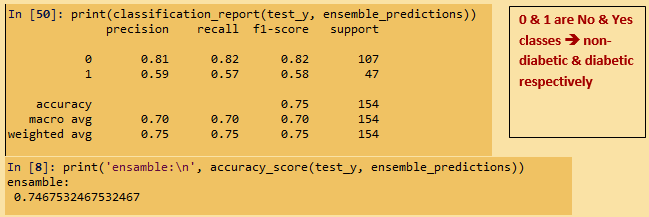 In [50]: print(classification_report(test_y, ensemble_predictions))
precision recall f1-score support
0 0.81 0.82 0.82 107
1 0.59 0.57 0.58 47
accuracy 0.75 154
macro avg 0.70 0.70 0.70 154
weighted avg 0.75 0.75 0.75 154
In [8]: print('ensamble:\n', accuracy_score(test_y, ensemble_predictions))
ensamble:
0.7467532467532467
0 & 1 are No & Yes
classes ➔ non-
diabetic & diabetic
respectively